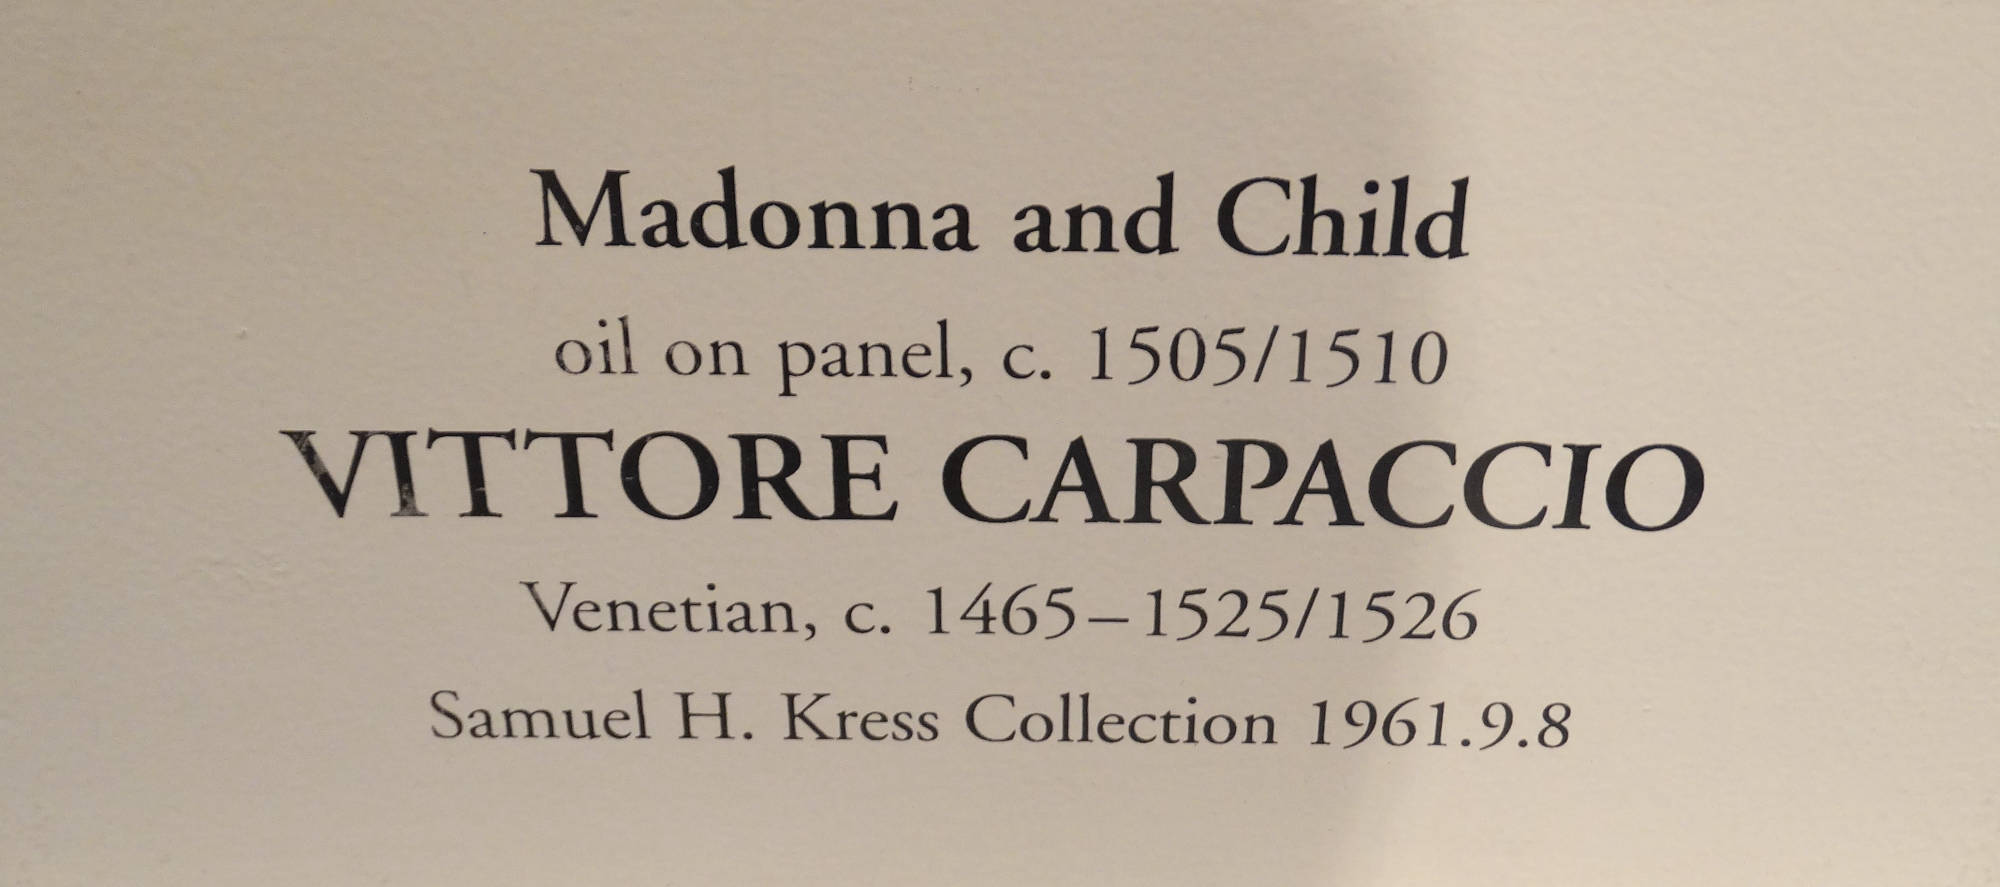 Madonna and Child
oil on panel, c. 1505/1510
VITTORE CARPACCIO
Venetian, c. 1465–1525/1526
Samuel H. Kress Collection 1961.9.8